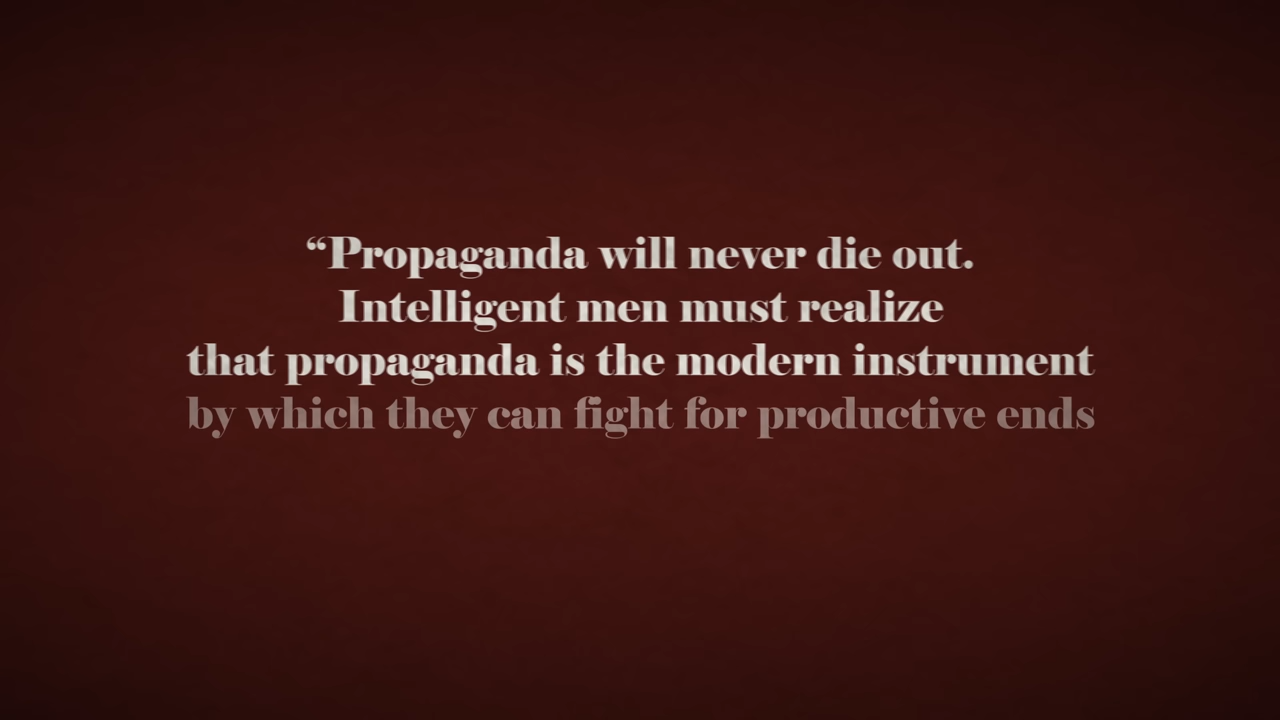 “Propaganda will never die out.
Intelligent men must realize
that propaganda is the modern instrument
by which they can fight for productive ends